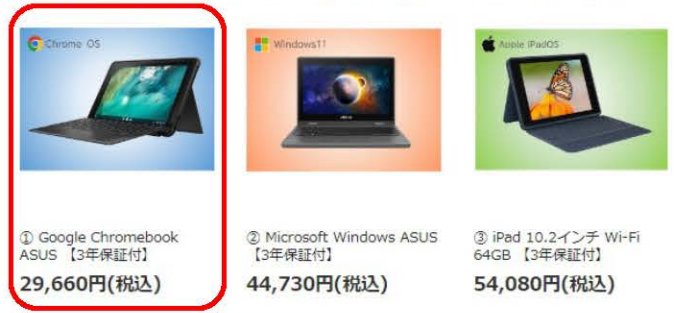 Chrome OS
Windows11
Apple iPadOS
① Google Chromebook
ASUS 【3年保証付】
29,660円(税込)
② Microsoft Windows ASUS
【3年保証付】
44,730円(税込)
③ iPad 10.2インチ Wi-Fi
64GB 【3年保証付】
54,080円(税込)